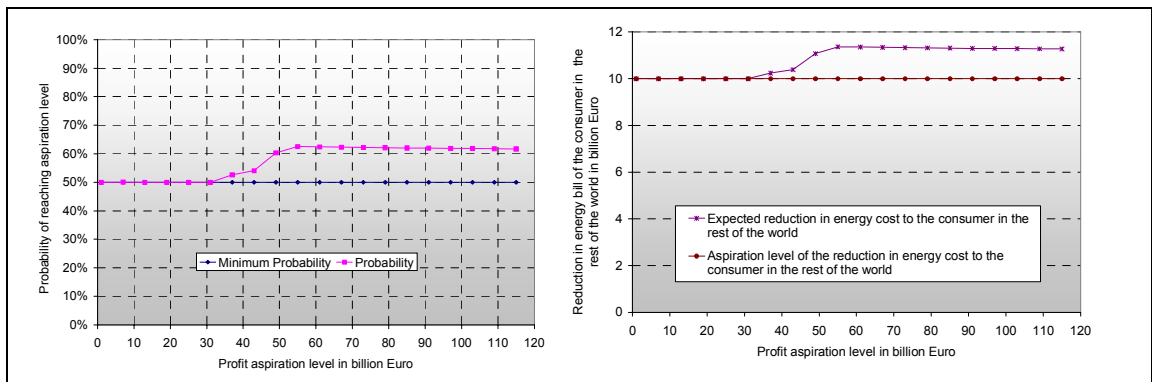 100%
90%
80%
70%
60%
50%
40%
30%
20%
10%
0%
Probability of reaching aspiration level
Minimum Probability
Probability
0 10 20 30 40 50 60 70 80 90 100 110 120
Profit aspiration level in billion Euro
12
10
8
6
4
2
0
Reduction in energy bill of the consumer in the
rest of the world in billion Euro
Expected reduction in energy cost to the consumer in the
rest of the world
Aspiration level of the reduction in energy cost to the
consumer in the rest of the world
0 10 20 30 40 50 60 70 80 90 100 110 120
Profit aspiration level in billion Euro